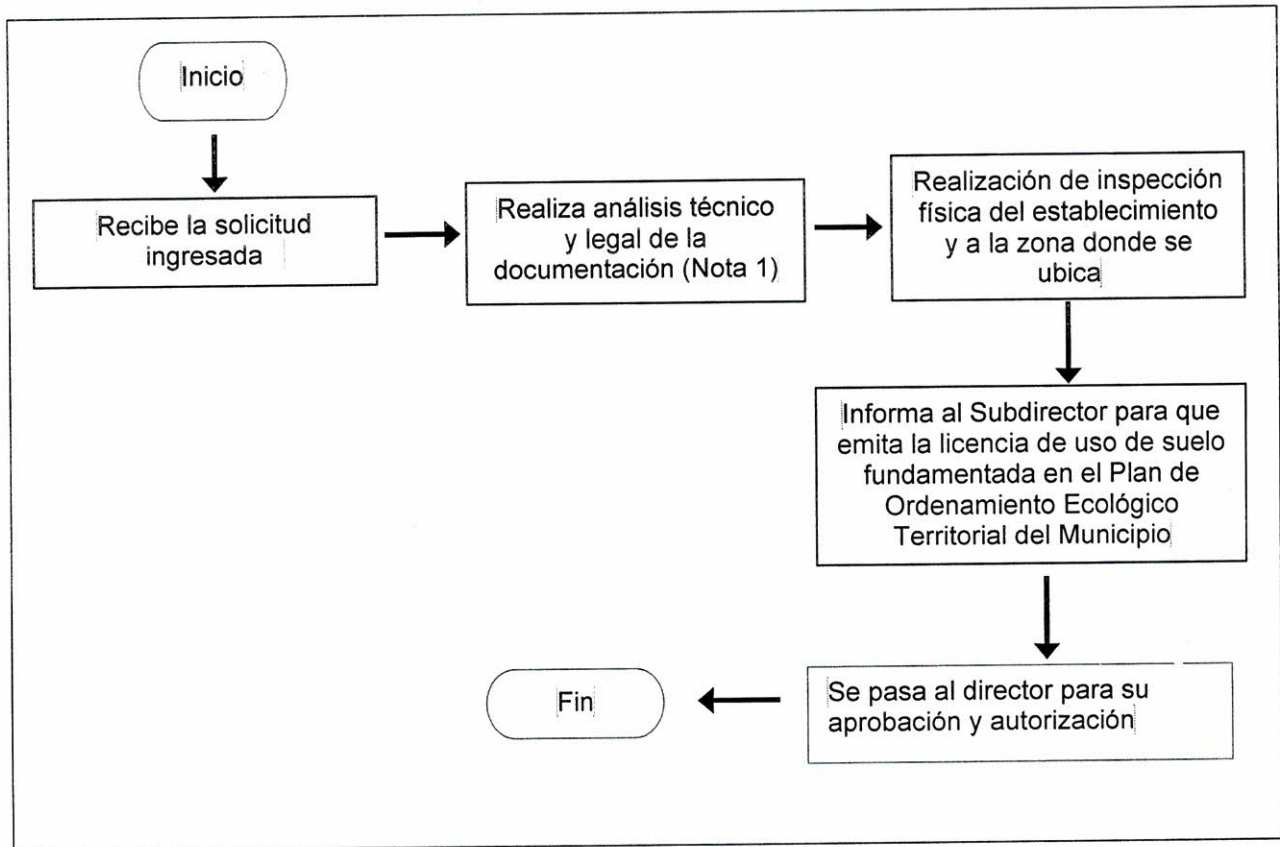 Inicio
Recibe la solicitud
ingresada
Realiza análisis técnico
y legal de la
documentación (Nota 1)
Realización de inspección
física del establecimiento
y a la zona donde se
ubica
Informa al Subdirector para que
emita la licencia de uso de suelo
fundamentada en el Plan de
Ordenamiento Ecológico
Territorial del Municipio
Se pasa al director para su
aprobación y autorización
Fin